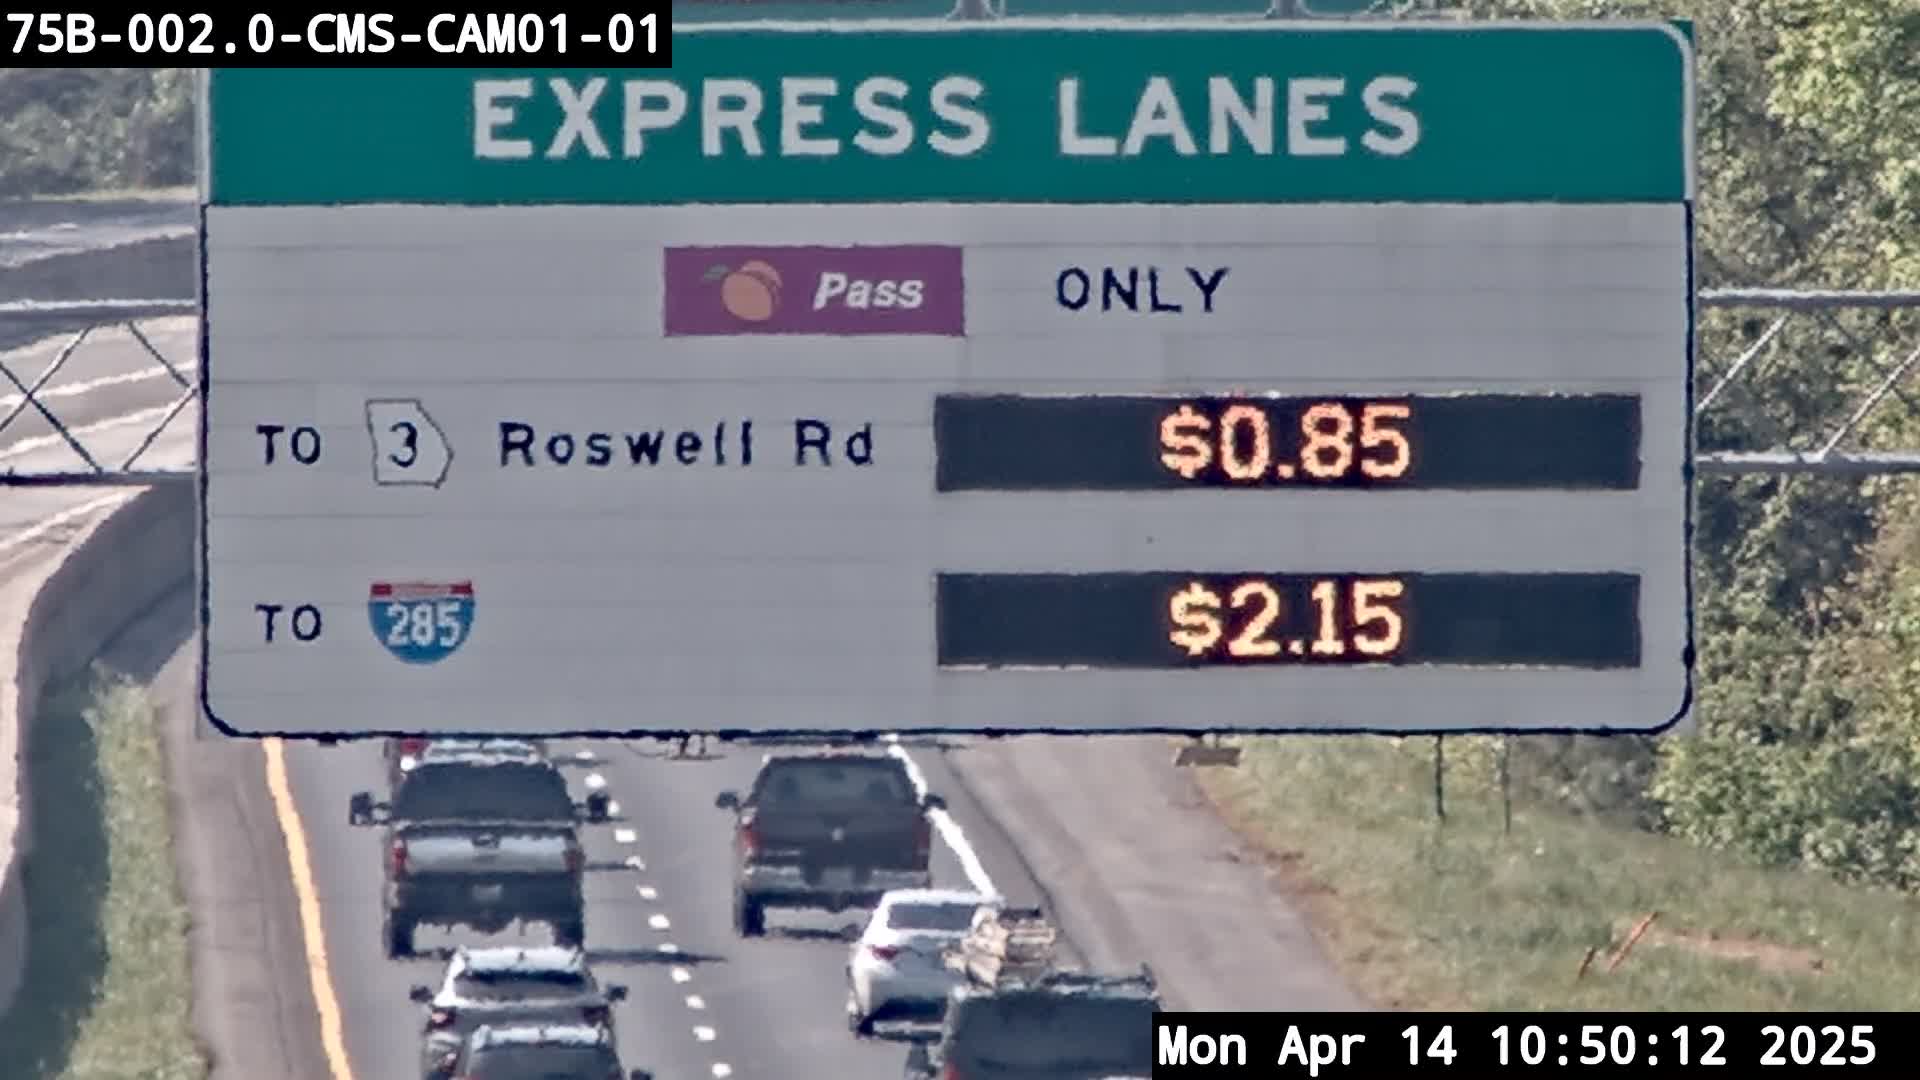 75B-002.0-CMS-CAM01-01
EXPRESS LANES
Pass ONLY
TO 3 Roswell Rd $0.85
TO 285 $2.15
Mon Apr 14 10:50:12 2025